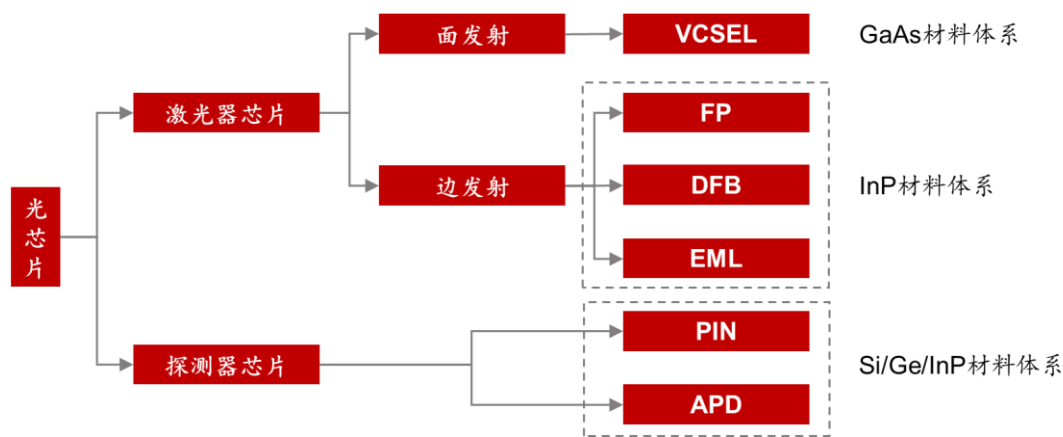 面发射
VCSEL
GaAs材料体系
激光器芯片
FP
边发射
DFB
InP材料体系
光芯片
EML
PIN
探测器芯片
Si/Ge/InP材料体系
APD